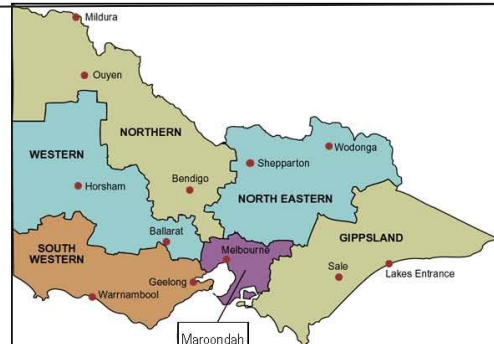 Mildura
Ouyen
NORTHERN
WESTERN
Wodonga
Shepparton
Bendigo
Horsham
NORTH EASTERN
Ballarat
SOUTH
WESTERN
Melbourne
GIPPSLAND
Geelong
Sale
Lakes Entrance
Warrnambool
Maroondah